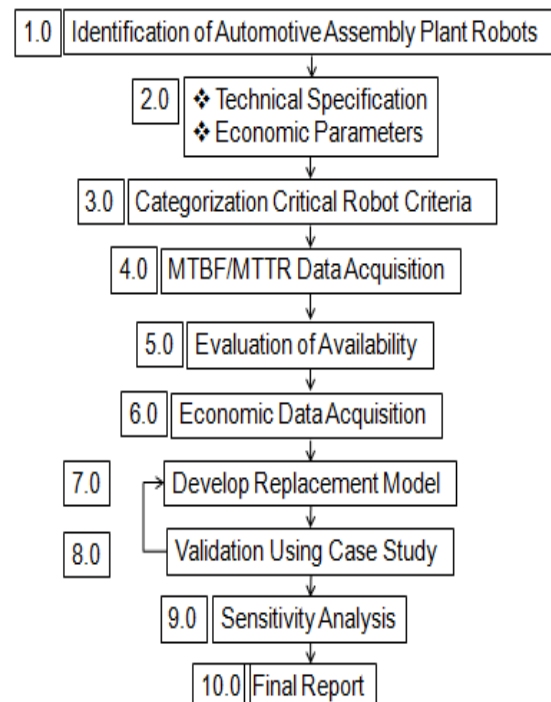 1.0 Identification of Automotive Assembly Plant Robots
2.0 ❖ Technical Specification
❖ Economic Parameters
3.0 Categorization Critical Robot Criteria
4.0 MTBF/MTTR Data Acquisition
5.0 Evaluation of Availability
6.0 Economic Data Acquisition
7.0 Develop Replacement Model
8.0 Validation Using Case Study
9.0 Sensitivity Analysis
10.0 Final Report